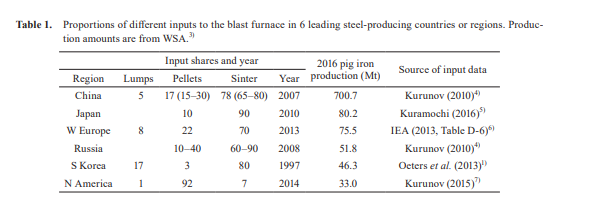 Table 1. Proportions of different inputs to the blast furnace in 6 leading steel-producing countries or regions. Produc-
tion amounts are from WSA.3)
Input shares and year 2016 pig iron production (Mt) Source of input data
Region Lumps Pellets Sinter Year
China 5 17 (15–30) 78 (65–80) 2007 700.7 Kurunov (2010)4)
Japan 10 90 2010 80.2 Kuramochi (2016)5)
W Europe 8 22 70 2013 75.5 IEA (2013, Table D-6)6)
Russia 10–40 60–90 2008 51.8 Kurunov (2010)4)
S Korea 17 3 80 1997 46.3 Oeters et al. (2013)1)
N America 1 92 7 2014 33.0 Kurunov (2015)7)